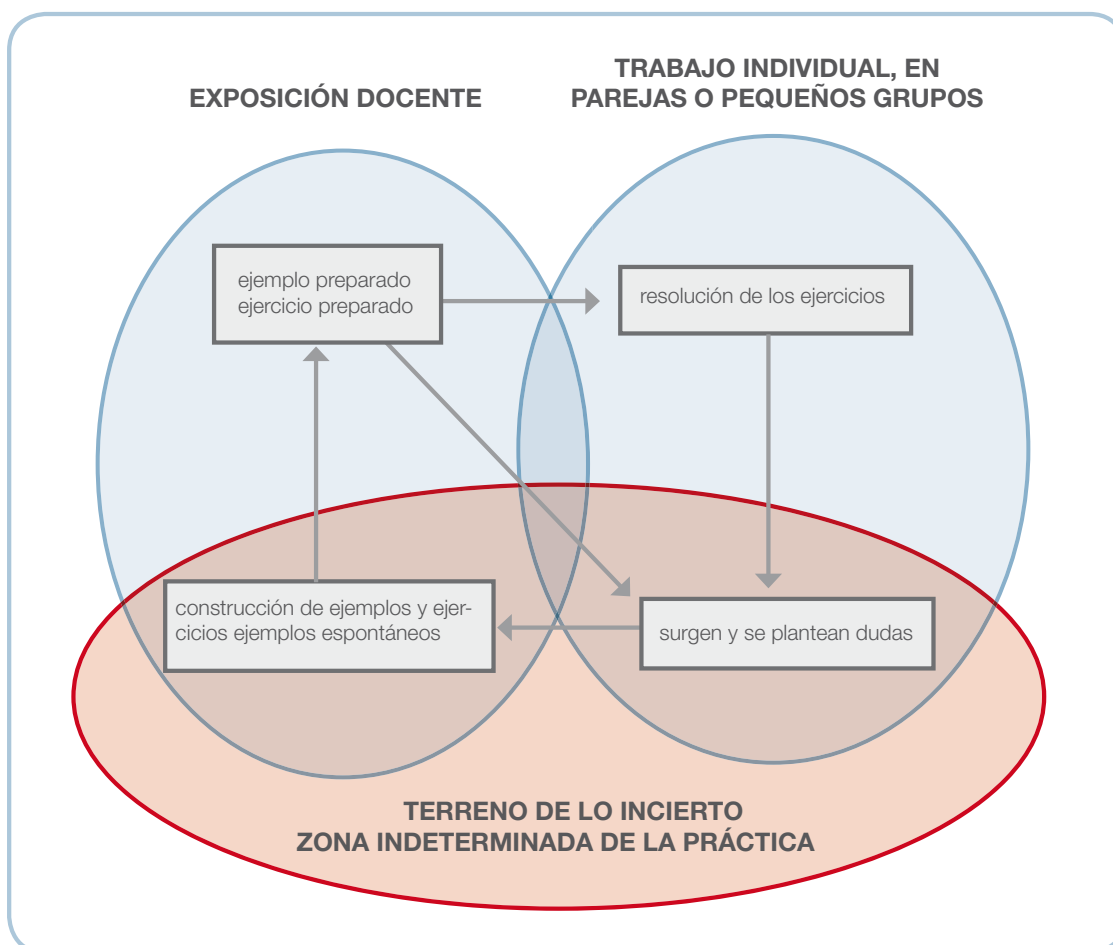 EXPOSICIÓN DOCENTE
TRABAJO INDIVIDUAL, EN
PAREJAS O PEQUEÑOS GRUPOS
ejemplo preparado
ejercicio preparado
resolución de los ejercicios
construcción de ejemplos y ejer-
cicios ejemplos espontáneos
surgen y se plantean dudas
TERRENO DE LO INCIERTO
ZONA INDETERMINADA DE LA PRÁCTICA